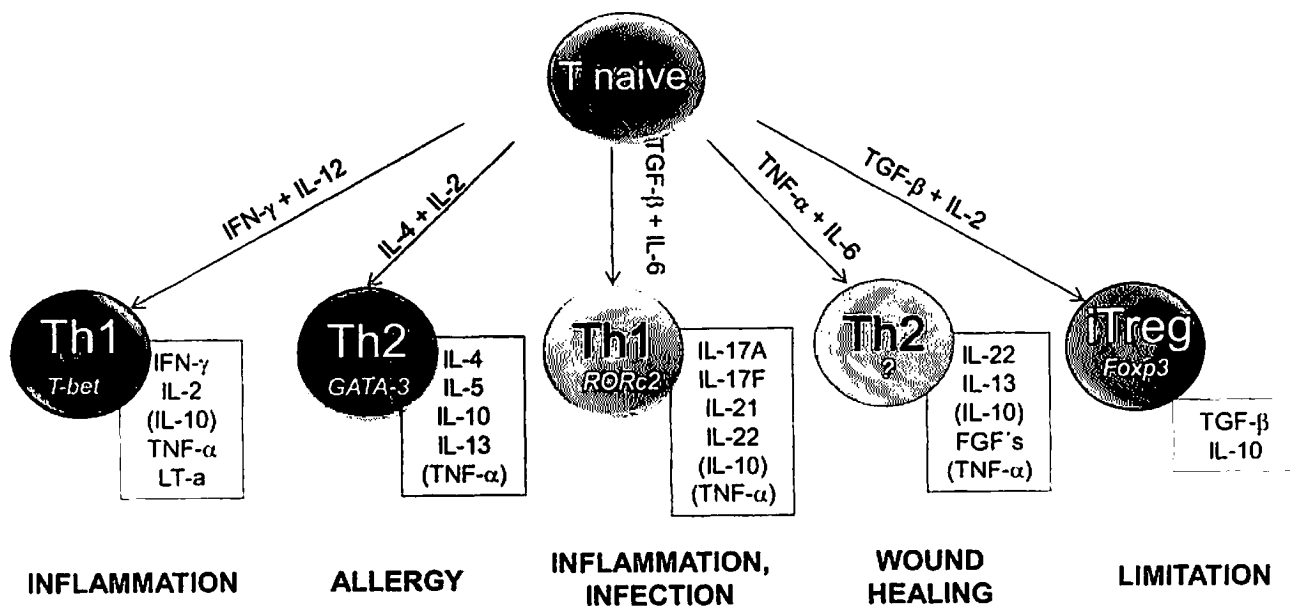 T naive
IFN-γ + IL-12
IL-4 + IL-2
TGF-β + IL-6
TNF-α + IL-6
TGF-β + IL-2
Th1
T-bet
IFN-γ
IL-2
(IL-10)
TNF-α
LT-a
Th2
GATA-3
IL-4
IL-5
IL-10
IL-13
(TNF-α)
Th1
RORc2
IL-17A
IL-17F
IL-21
IL-22
(IL-10)
(TNF-α)
Th2
?
IL-22
IL-13
(IL-10)
FGF´s
(TNF-α)
iTreg
Foxp3
TGF-β
IL-10
INFLAMMATION
ALLERGY
INFLAMMATION,
INFECTION
WOUND
HEALING
LIMITATION